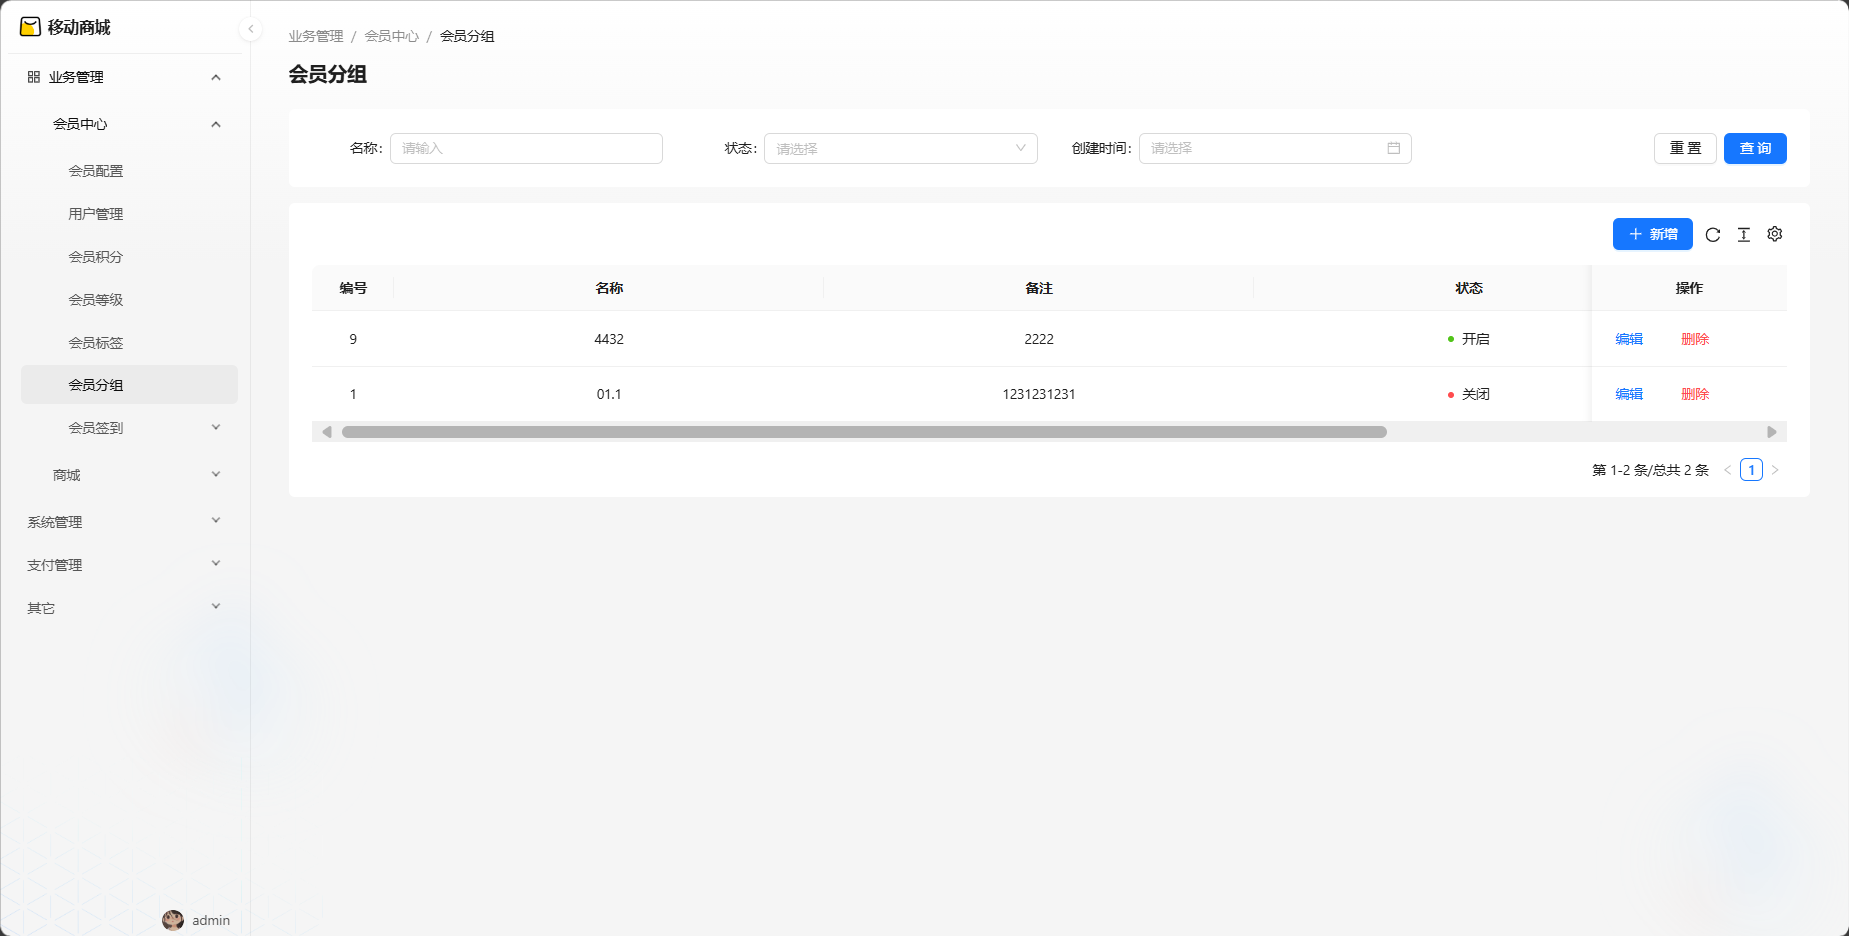 移动商城
业务管理
会员中心
会员配置
用户管理
会员积分
会员等级
会员标签
会员分组
会员签到
商城
系统管理
支付管理
其它
admin
业务管理 / 会员中心 / 会员分组
会员分组
名称: 请输入 状态: 请选择 创建时间: 请选择 重 置 查 询
新增
编号 名称 备注 状态 操作
9 4432 2222 开启 编辑 删除
1 01.1 1231231231 关闭 编辑 删除
第 1-2 条/总共 2 条 < 1 >